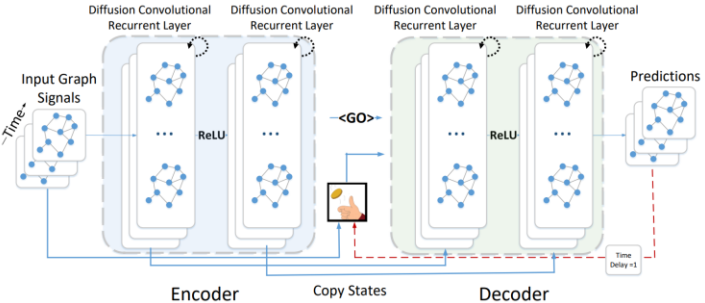 Diffusion Convolutional
Recurrent Layer
Diffusion Convolutional
Recurrent Layer
Diffusion Convolutional
Recurrent Layer
Diffusion Convolutional
Recurrent Layer
Input Graph
Signals
Time
...
ReLU
...
<GO>
...
ReLU
...
Predictions
Time
Delay =1
Encoder
Copy States
Decoder